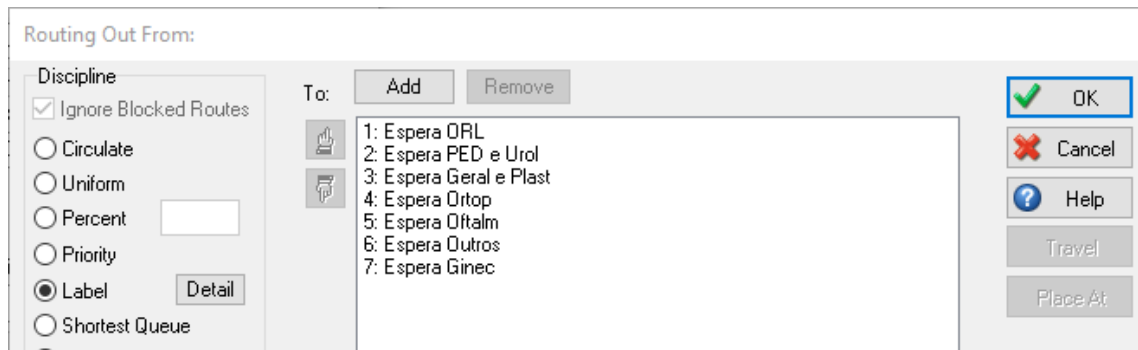 Routing Out From:
Discipline
Ignore Blocked Routes
Circulate
Uniform
Percent
Priority
Label
Detail
Shortest Queue
To:
Add
Remove
1: Espera ORL
2: Espera PED e Urol
3: Espera Geral e Plast
4: Espera Ortop
5: Espera Oftalm
6: Espera Outros
7: Espera Ginec
OK
Cancel
Help
Travel
Place At